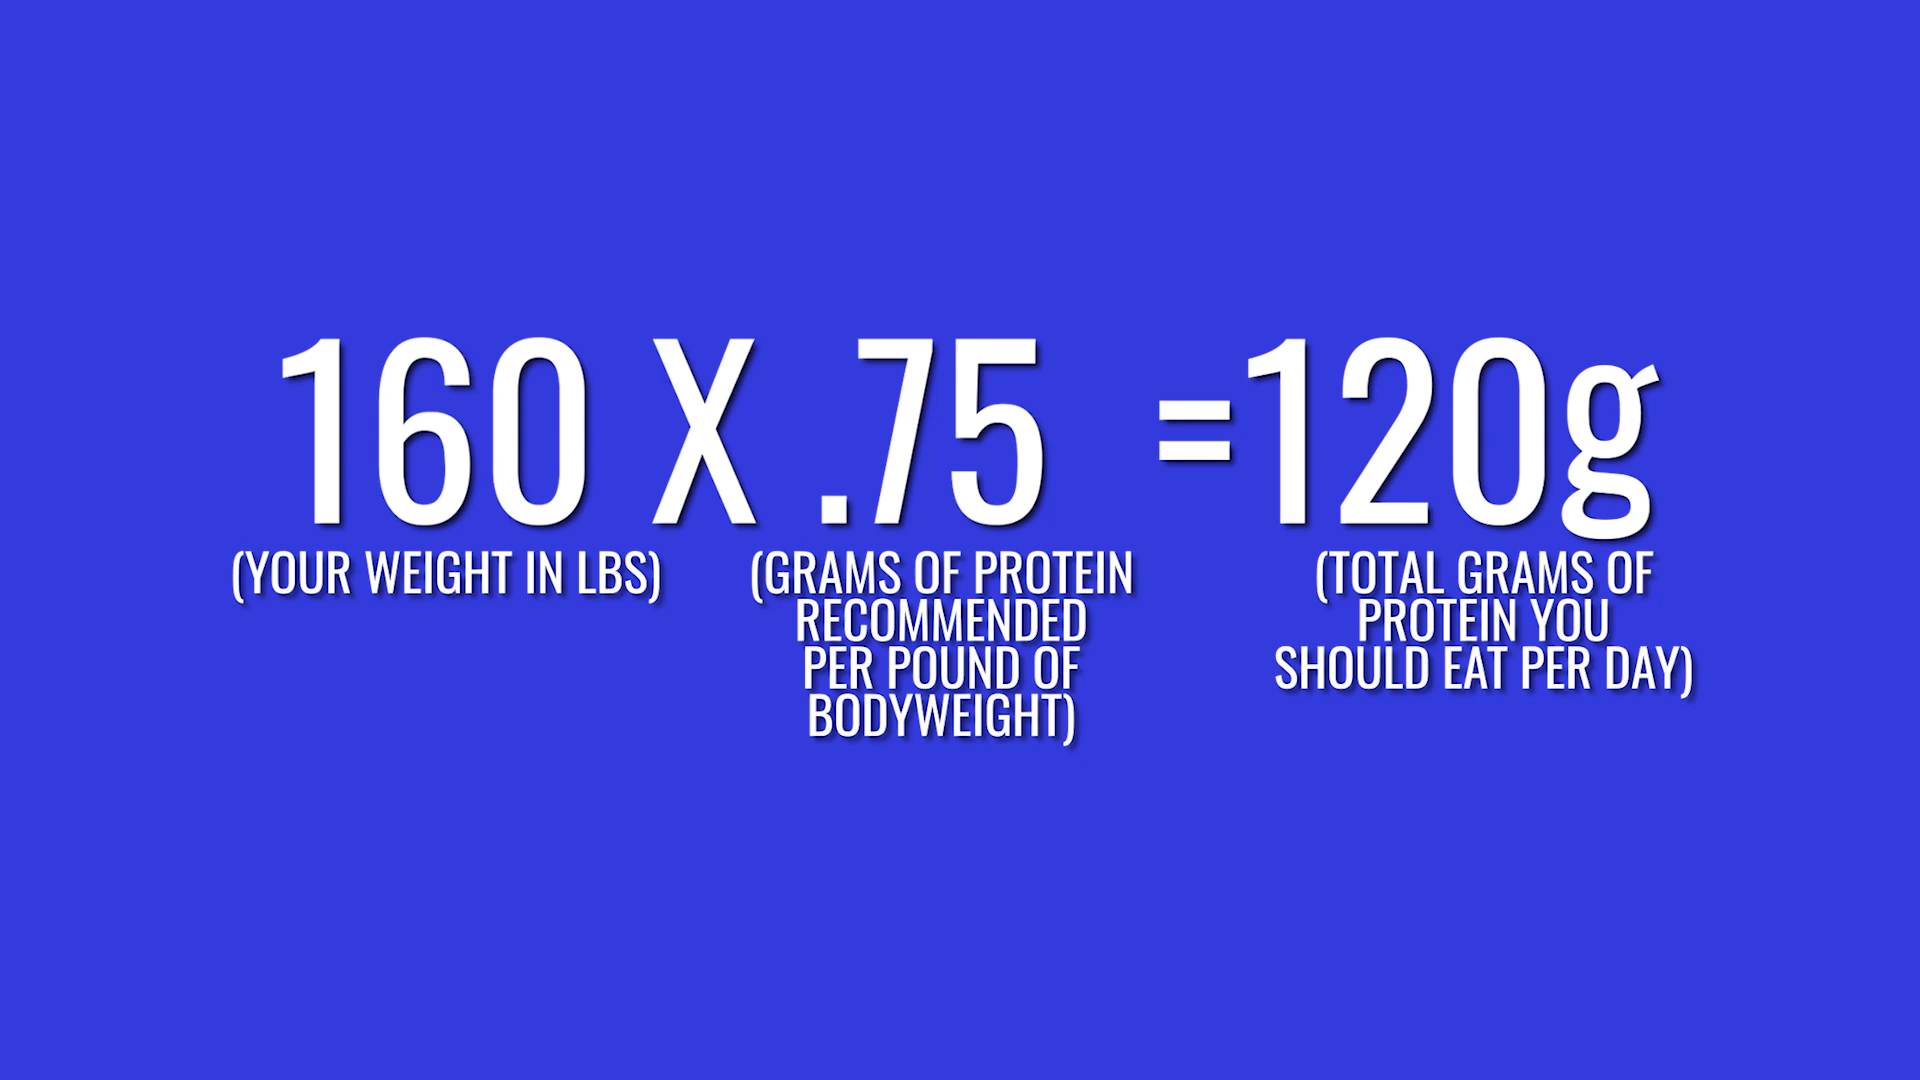 160 X .75 =120g
(YOUR WEIGHT IN LBS)
(GRAMS OF PROTEIN
RECOMMENDED
PER POUND OF
BODYWEIGHT)
(TOTAL GRAMS OF
PROTEIN YOU
SHOULD EAT PER DAY)